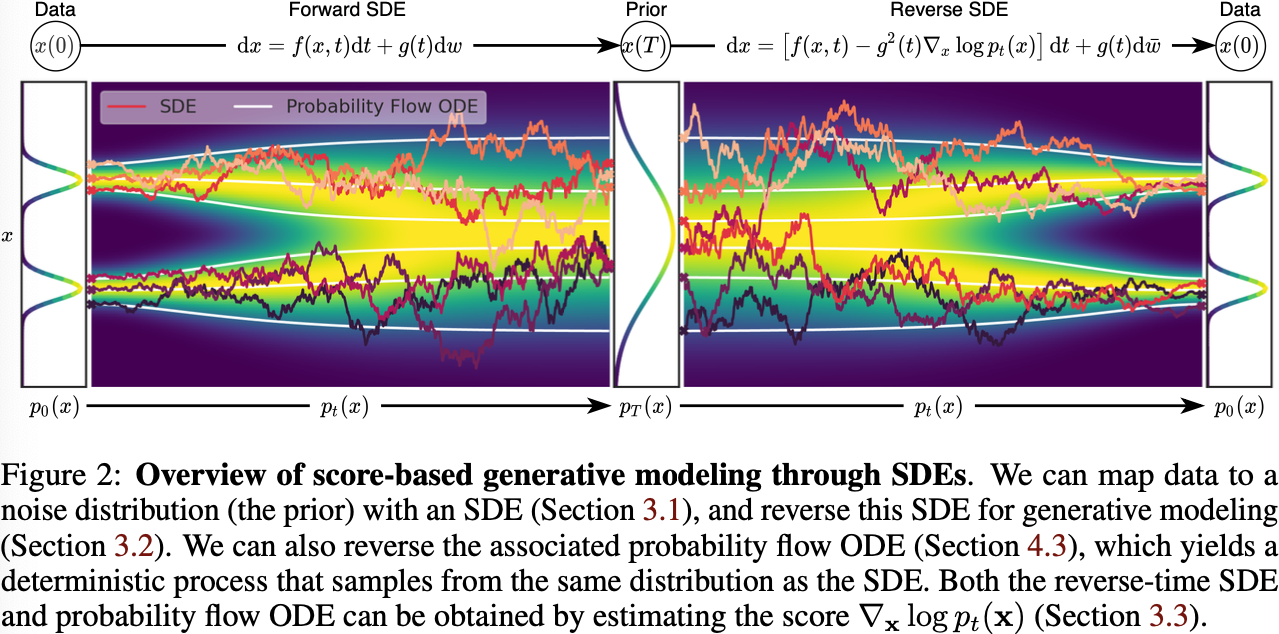 Data Forward SDE Prior Reverse SDE Data
x(0) dx = f(x, t)dt + g(t)dw x(T) dx = [f(x, t) − g²(t)∇ₓ log pₜ(x)] dt + g(t)dw̄ x(0)
SDE Probability Flow ODE
x
p₀(x) pₜ(x) p_T(x) pₜ(x) p₀(x)
Figure 2: Overview of score-based generative modeling through SDEs. We can map data to a
noise distribution (the prior) with an SDE (Section 3.1), and reverse this SDE for generative modeling
(Section 3.2). We can also reverse the associated probability flow ODE (Section 4.3), which yields a
deterministic process that samples from the same distribution as the SDE. Both the reverse-time SDE
and probability flow ODE can be obtained by estimating the score ∇ₓ log pₜ(x) (Section 3.3).